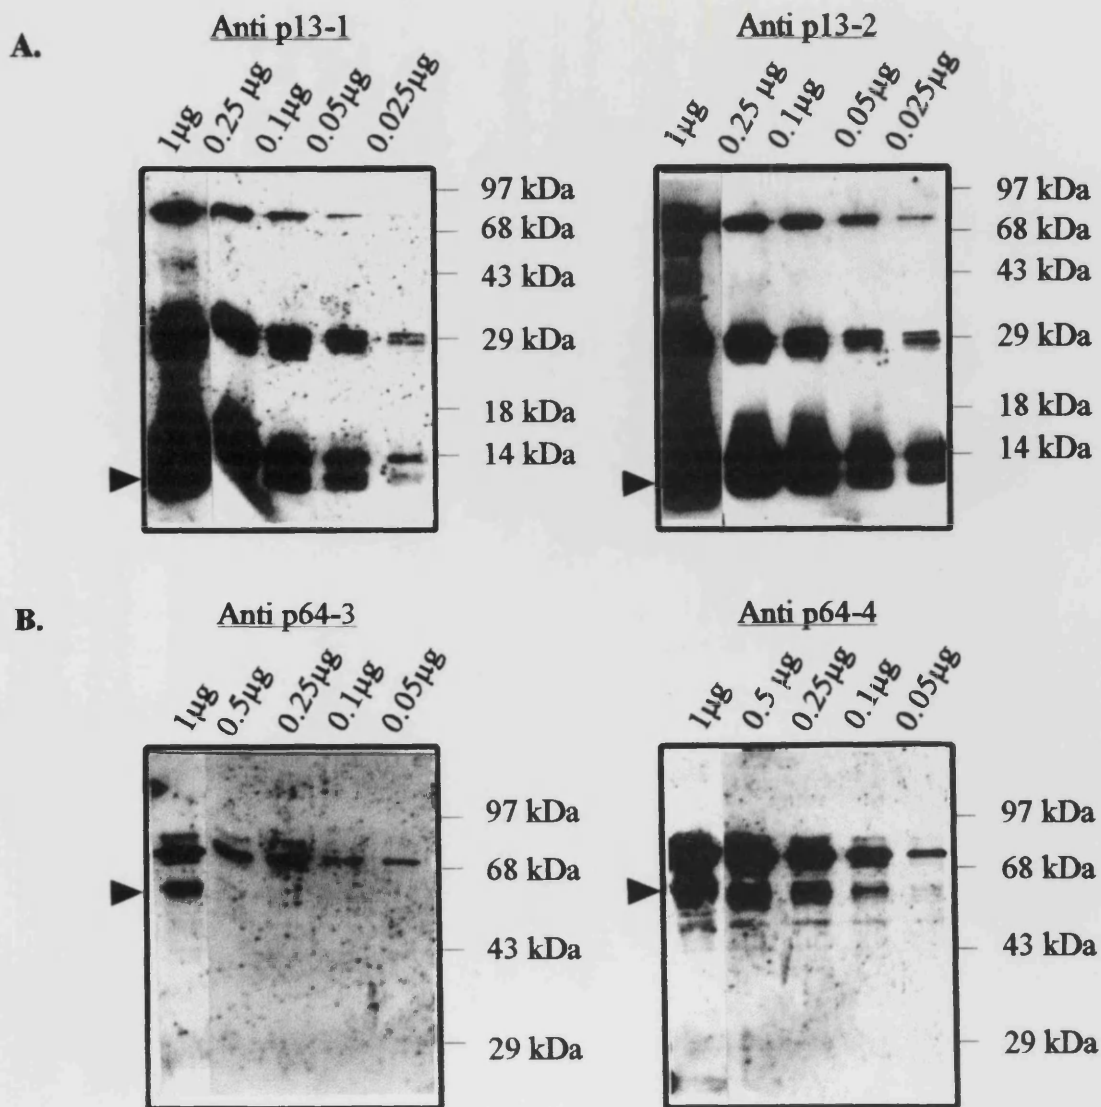 A.
Anti p13-1
1µg 0.25 µg 0.1µg 0.05µg 0.025µg
97 kDa
68 kDa
43 kDa
29 kDa
18 kDa
14 kDa
Anti p13-2
1µg 0.25 µg 0.1µg 0.05µg 0.025µg
97 kDa
68 kDa
43 kDa
29 kDa
18 kDa
14 kDa
B.
Anti p64-3
1µg 0.5µg 0.25µg 0.1µg 0.05µg
97 kDa
68 kDa
43 kDa
29 kDa
Anti p64-4
1µg 0.5 µg 0.25µg 0.1µg 0.05µg
97 kDa
68 kDa
43 kDa
29 kDa